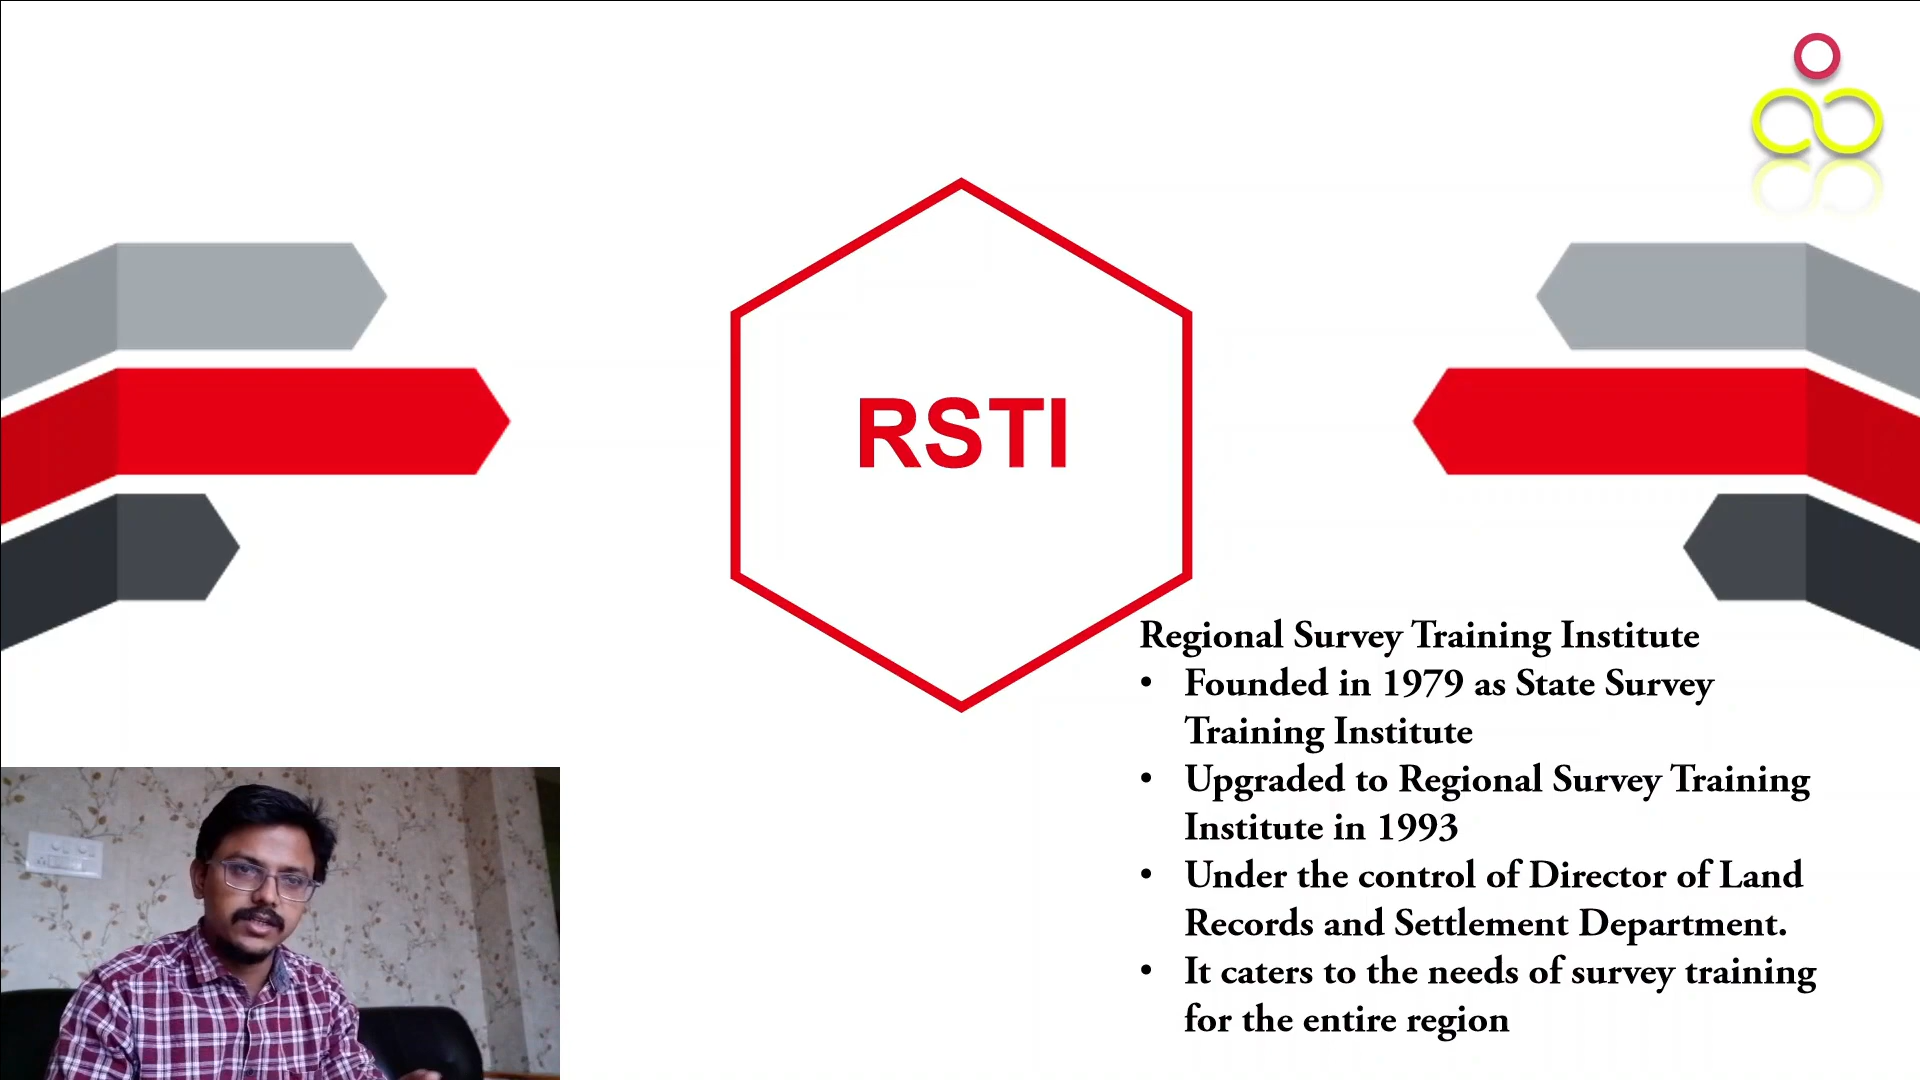 RSTI
Regional Survey Training Institute
• Founded in 1979 as State Survey
Training Institute
• Upgraded to Regional Survey Training
Institute in 1993
• Under the control of Director of Land
Records and Settlement Department.
• It caters to the needs of survey training
for the entire region